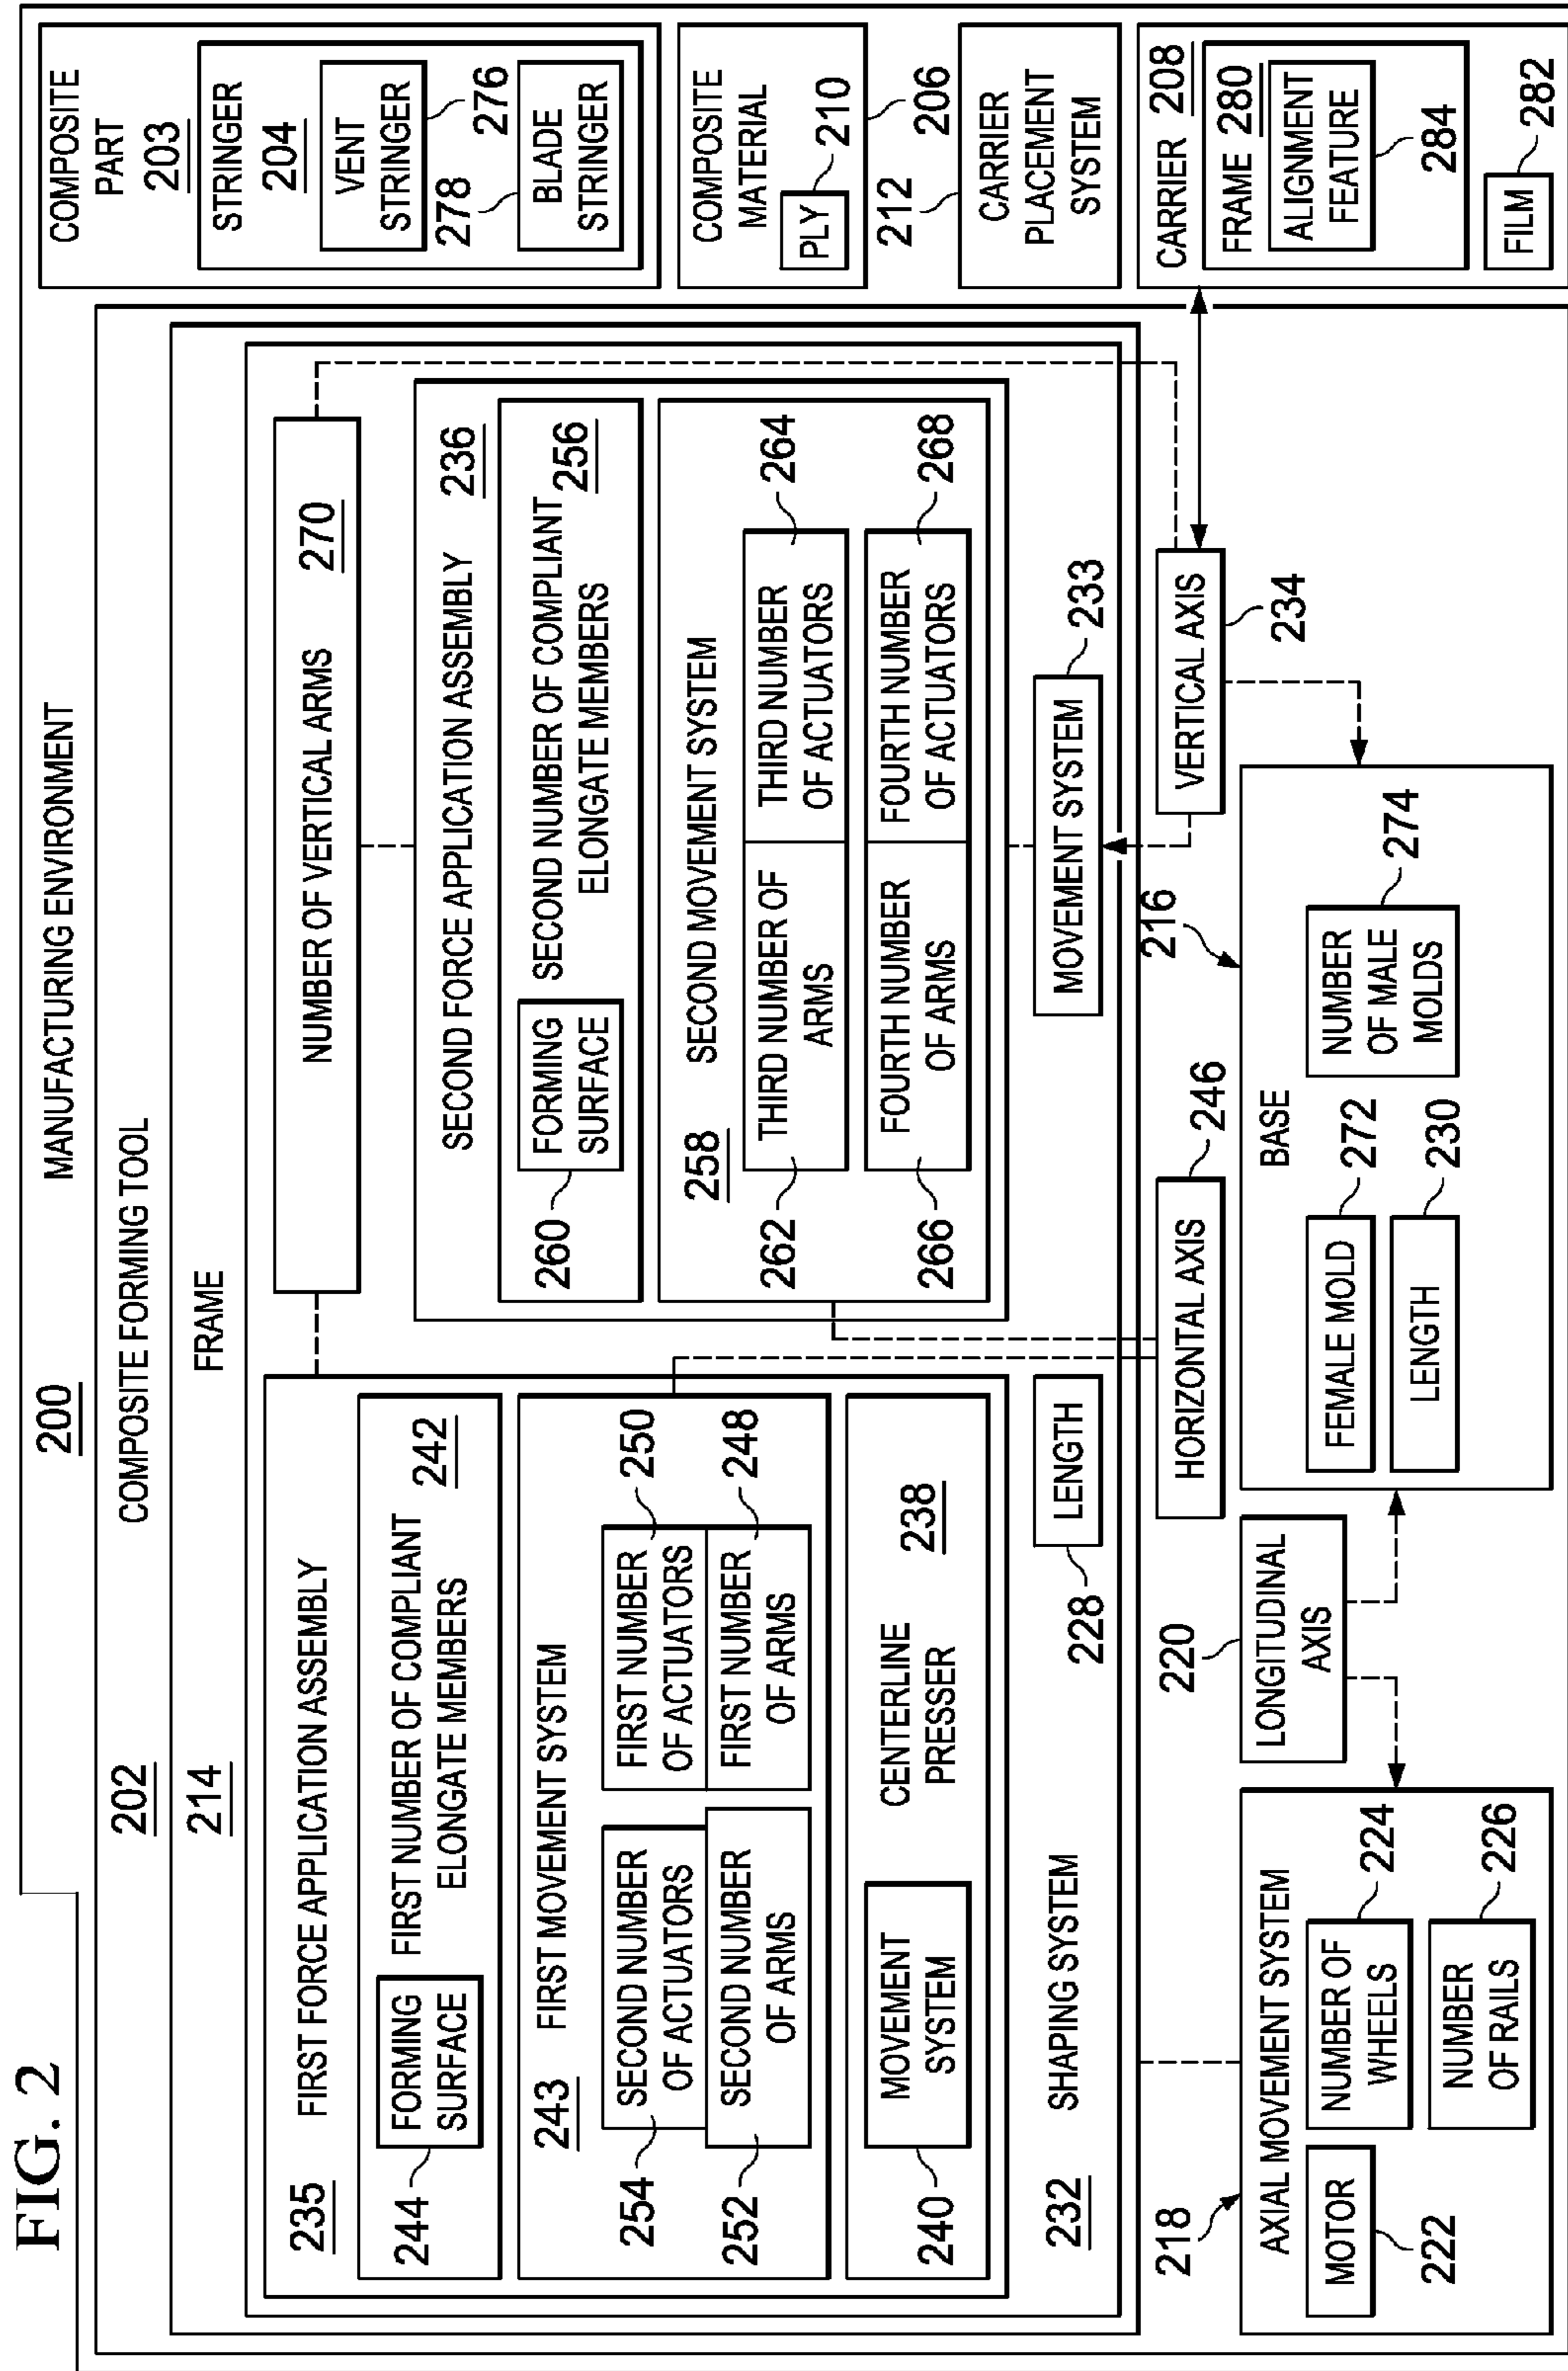 FIG. 2
200
MANUFACTURING ENVIRONMENT
202
COMPOSITE FORMING TOOL
214
FRAME
235
FIRST FORCE APPLICATION ASSEMBLY
244
FORMING
SURFACE
FIRST NUMBER OF COMPLIANT
ELONGATE MEMBERS
242
243
FIRST MOVEMENT SYSTEM
254
SECOND NUMBER
OF ACTUATORS
FIRST NUMBER
OF ACTUATORS
250
252
SECOND NUMBER
OF ARMS
FIRST NUMBER
OF ARMS
248
240
MOVEMENT
SYSTEM
CENTERLINE
PRESSER
238
232
SHAPING SYSTEM
228
LENGTH
NUMBER OF VERTICAL ARMS
270
SECOND FORCE APPLICATION ASSEMBLY
236
260
FORMING
SURFACE
SECOND NUMBER OF COMPLIANT
ELONGATE MEMBERS
256
258
SECOND MOVEMENT SYSTEM
262
THIRD NUMBER OF
ARMS
THIRD NUMBER
OF ACTUATORS
264
266
FOURTH NUMBER
OF ARMS
FOURTH NUMBER
OF ACTUATORS
268
MOVEMENT SYSTEM
233
218
AXIAL MOVEMENT SYSTEM
MOTOR
222
NUMBER OF
WHEELS
224
NUMBER
OF RAILS
226
220
LONGITUDINAL
AXIS
HORIZONTAL AXIS
246
216
VERTICAL AXIS
234
BASE
FEMALE MOLD
272
LENGTH
230
NUMBER
OF MALE
MOLDS
274
COMPOSITE
PART
203
STRINGER
204
VENT
STRINGER
276
278
BLADE
STRINGER
COMPOSITE
MATERIAL
PLY
210
206
212
CARRIER
PLACEMENT
SYSTEM
CARRIER
208
FRAME
280
ALIGNMENT
FEATURE
284
FILM
282